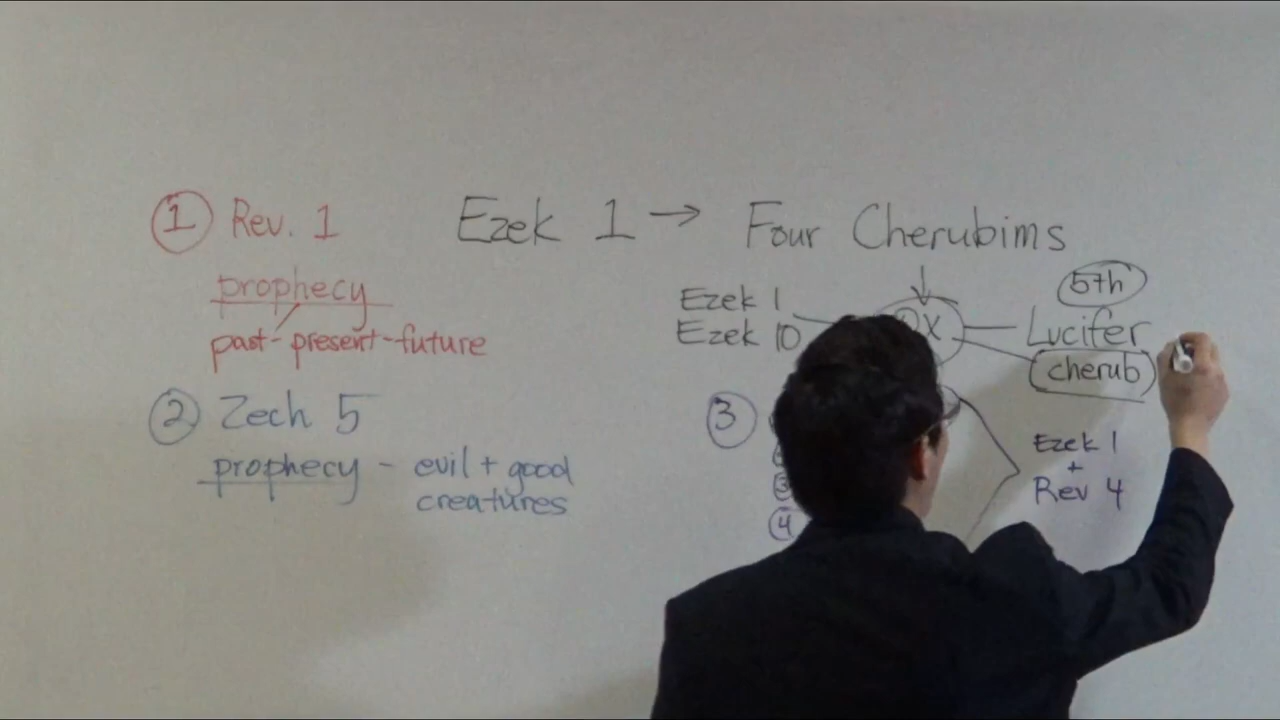 1 Rev. 1
prophecy
past-present-future
2 Zech 5
prophecy - evil + good
creatures
Ezek 1 → Four Cherubims
5th
Ezek 1
Ezek 10
Lucifer
cherub
3
3
4
Ezek 1
+
Rev 4